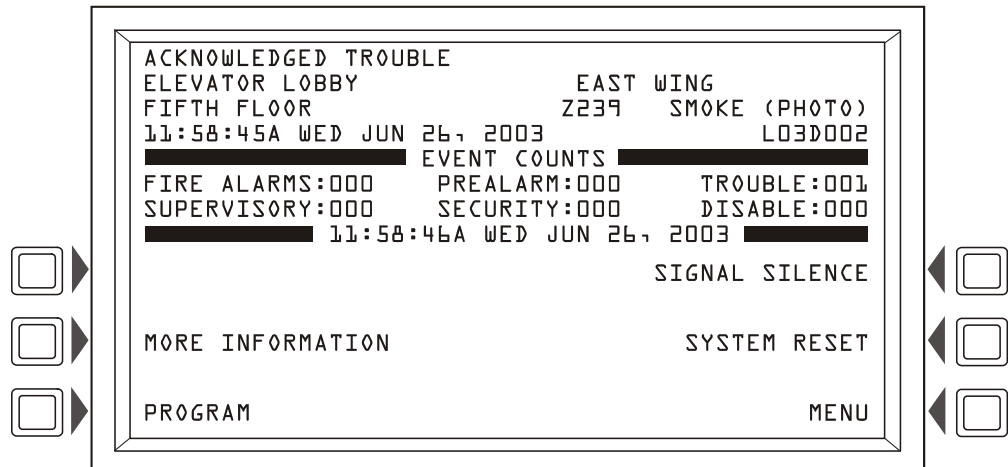 ACKNOWLEDGED TROUBLE
ELEVATOR LOBBY EAST WING
FIFTH FLOOR Z239 SMOKE (PHOTO)
11:58:45A WED JUN 26, 2003 L03D002
EVENT COUNTS
FIRE ALARMS:000 PREALARM:000 TROUBLE:001
SUPERVISORY:000 SECURITY:000 DISABLE:000
11:58:46A WED JUN 26, 2003
SIGNAL SILENCE
MORE INFORMATION SYSTEM RESET
PROGRAM MENU